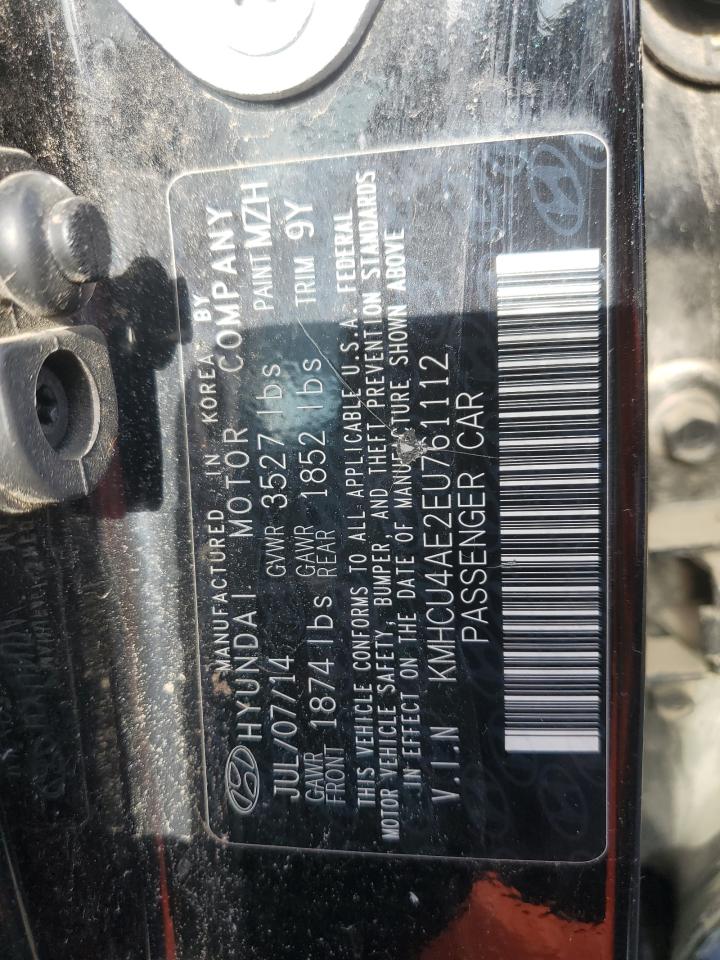 MANUFACTURED IN KOREA BY
HYUNDAI MOTOR COMPANY
JUL/07/14 GVWR 3527 lbs PAINT MZH
GAWR FRONT 1874 lbs GAWR REAR 1852 lbs TRIM 9Y
THIS VEHICLE CONFORMS TO ALL APPLICABLE U.S.A. FEDERAL
MOTOR VEHICLE SAFETY, BUMPER, AND THEFT PREVENTION STANDARDS
IN EFFECT ON THE DATE OF MANUFACTURE SHOWN ABOVE
V.I.N KMHCU4AE2EU761112
PASSENGER CAR